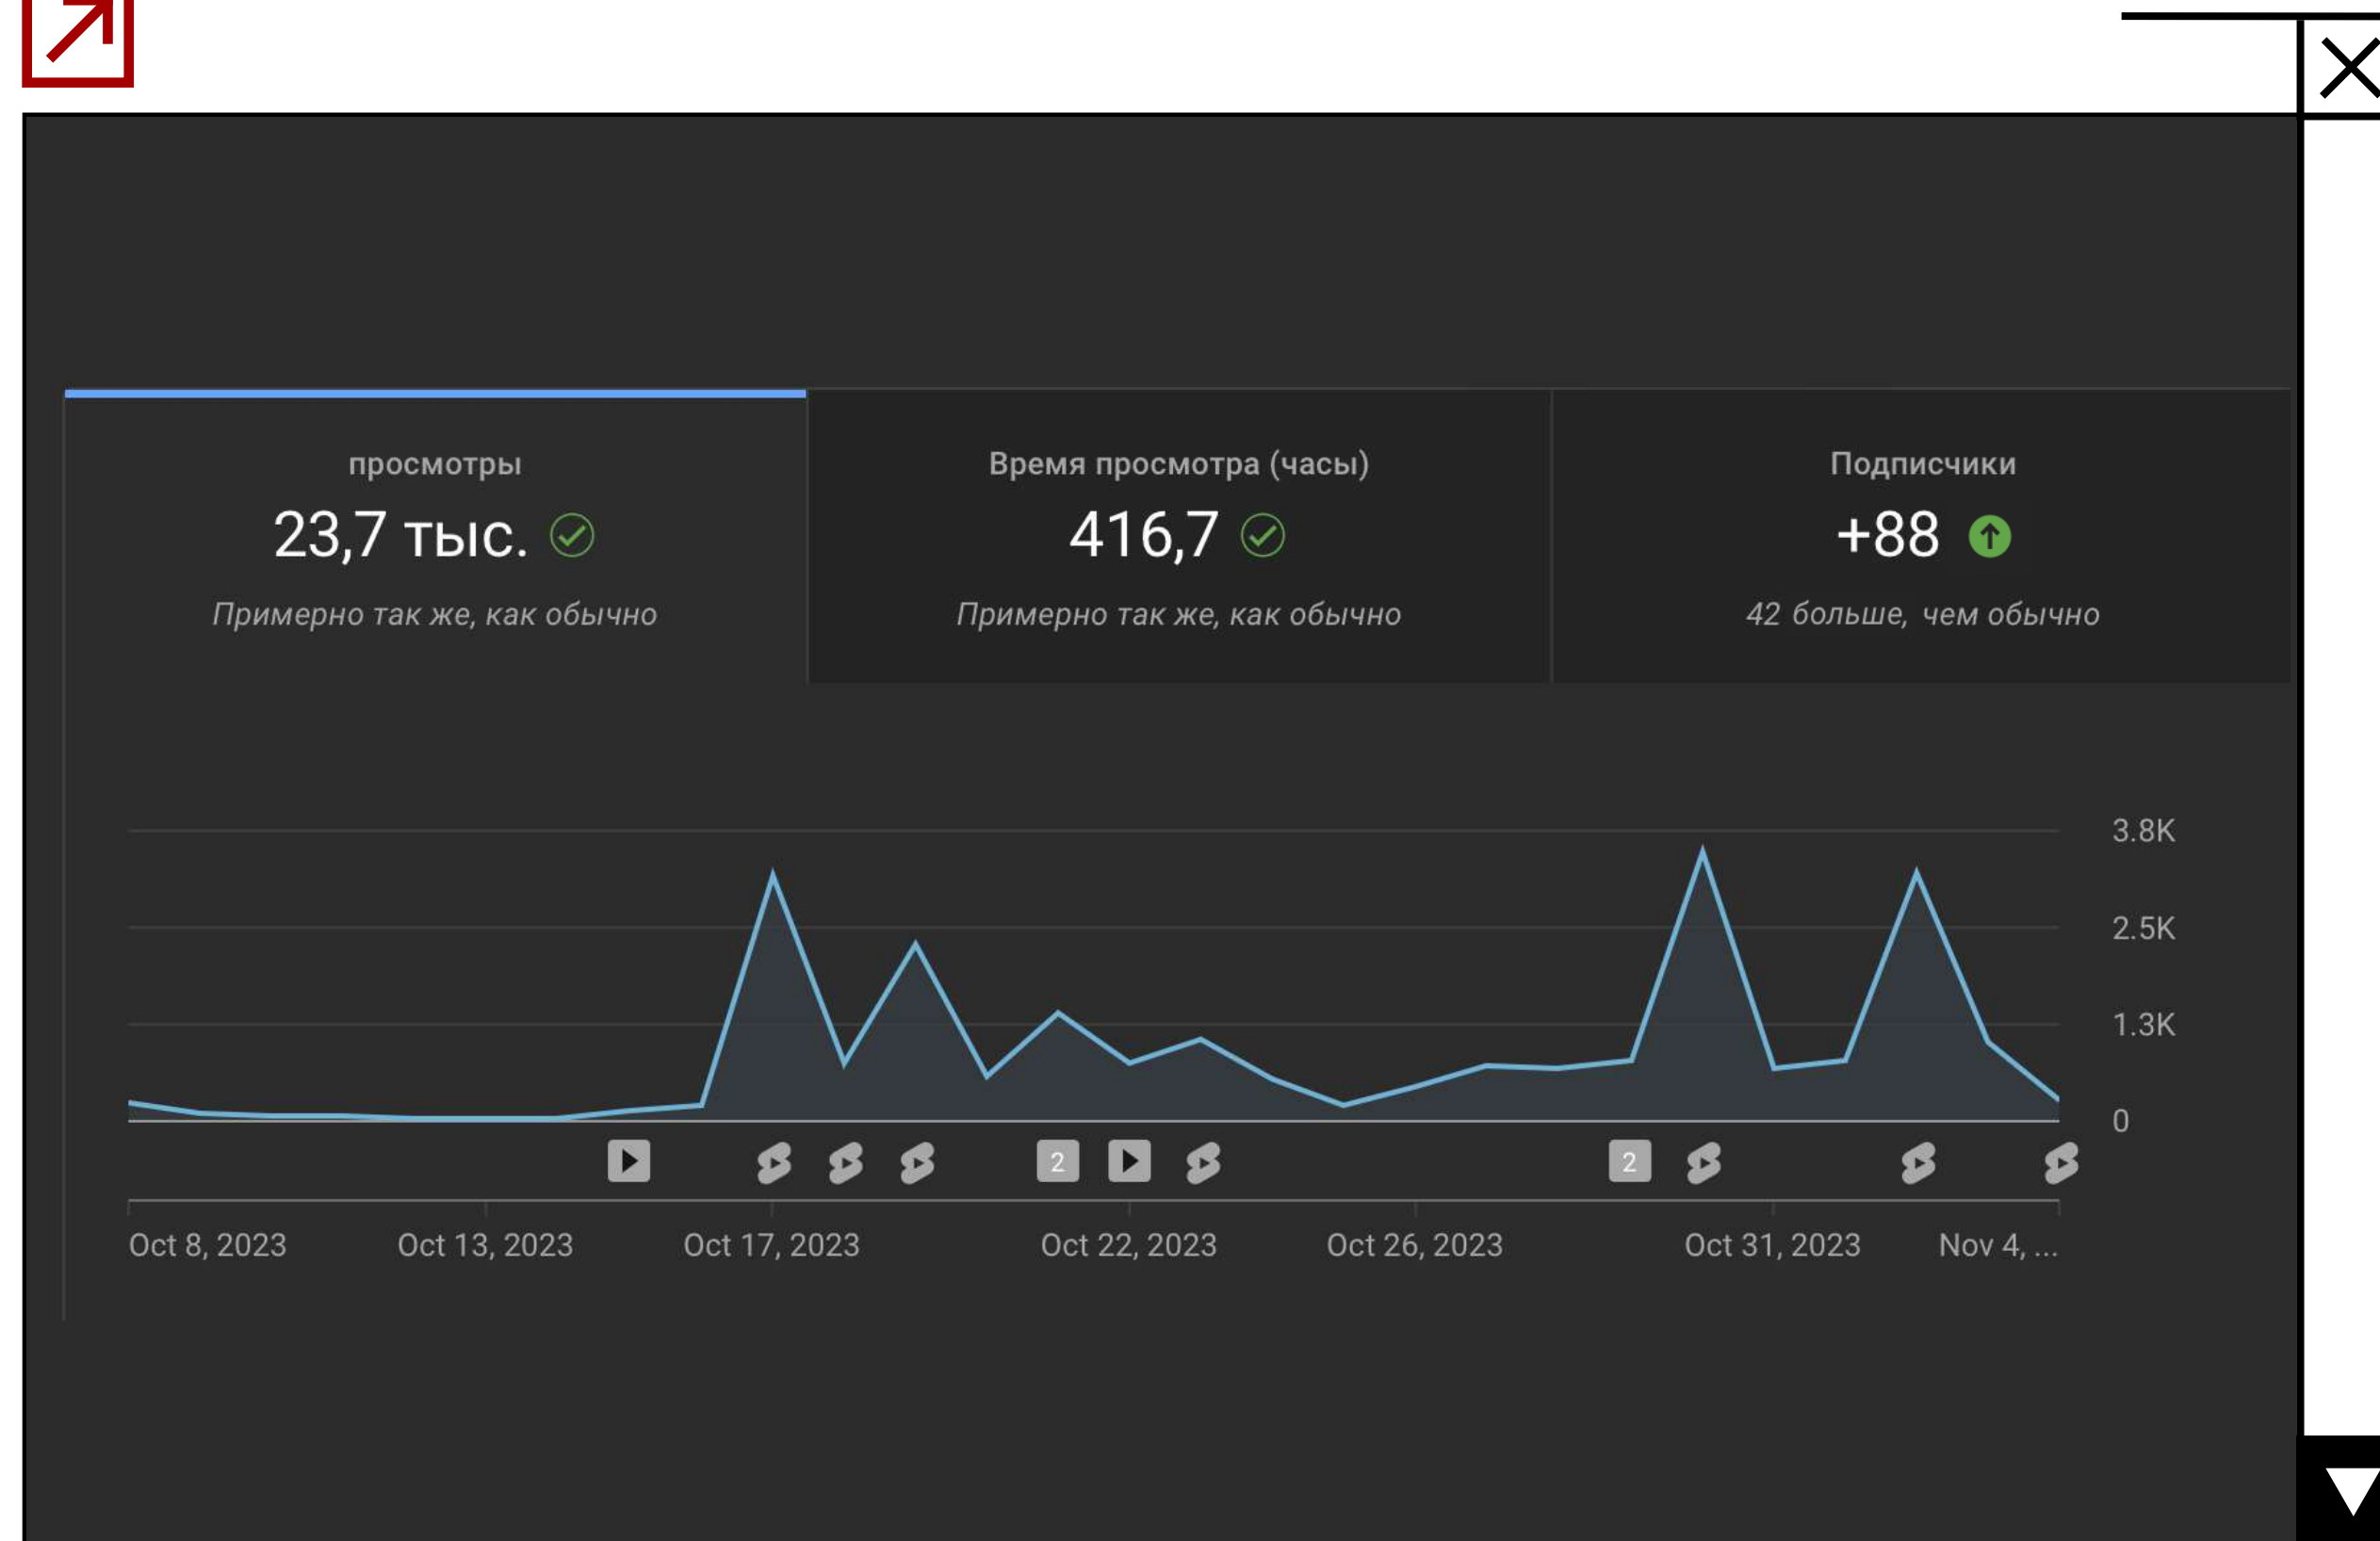 просмотры
23,7 тыс.
Примерно так же, как обычно
Время просмотра (часы)
416,7
Примерно так же, как обычно
Подписчики
+88
42 больше, чем обычно
3.8K
2.5K
1.3K
0
2
2
Oct 8, 2023 Oct 13, 2023 Oct 17, 2023 Oct 22, 2023 Oct 26, 2023 Oct 31, 2023 Nov 4, ...